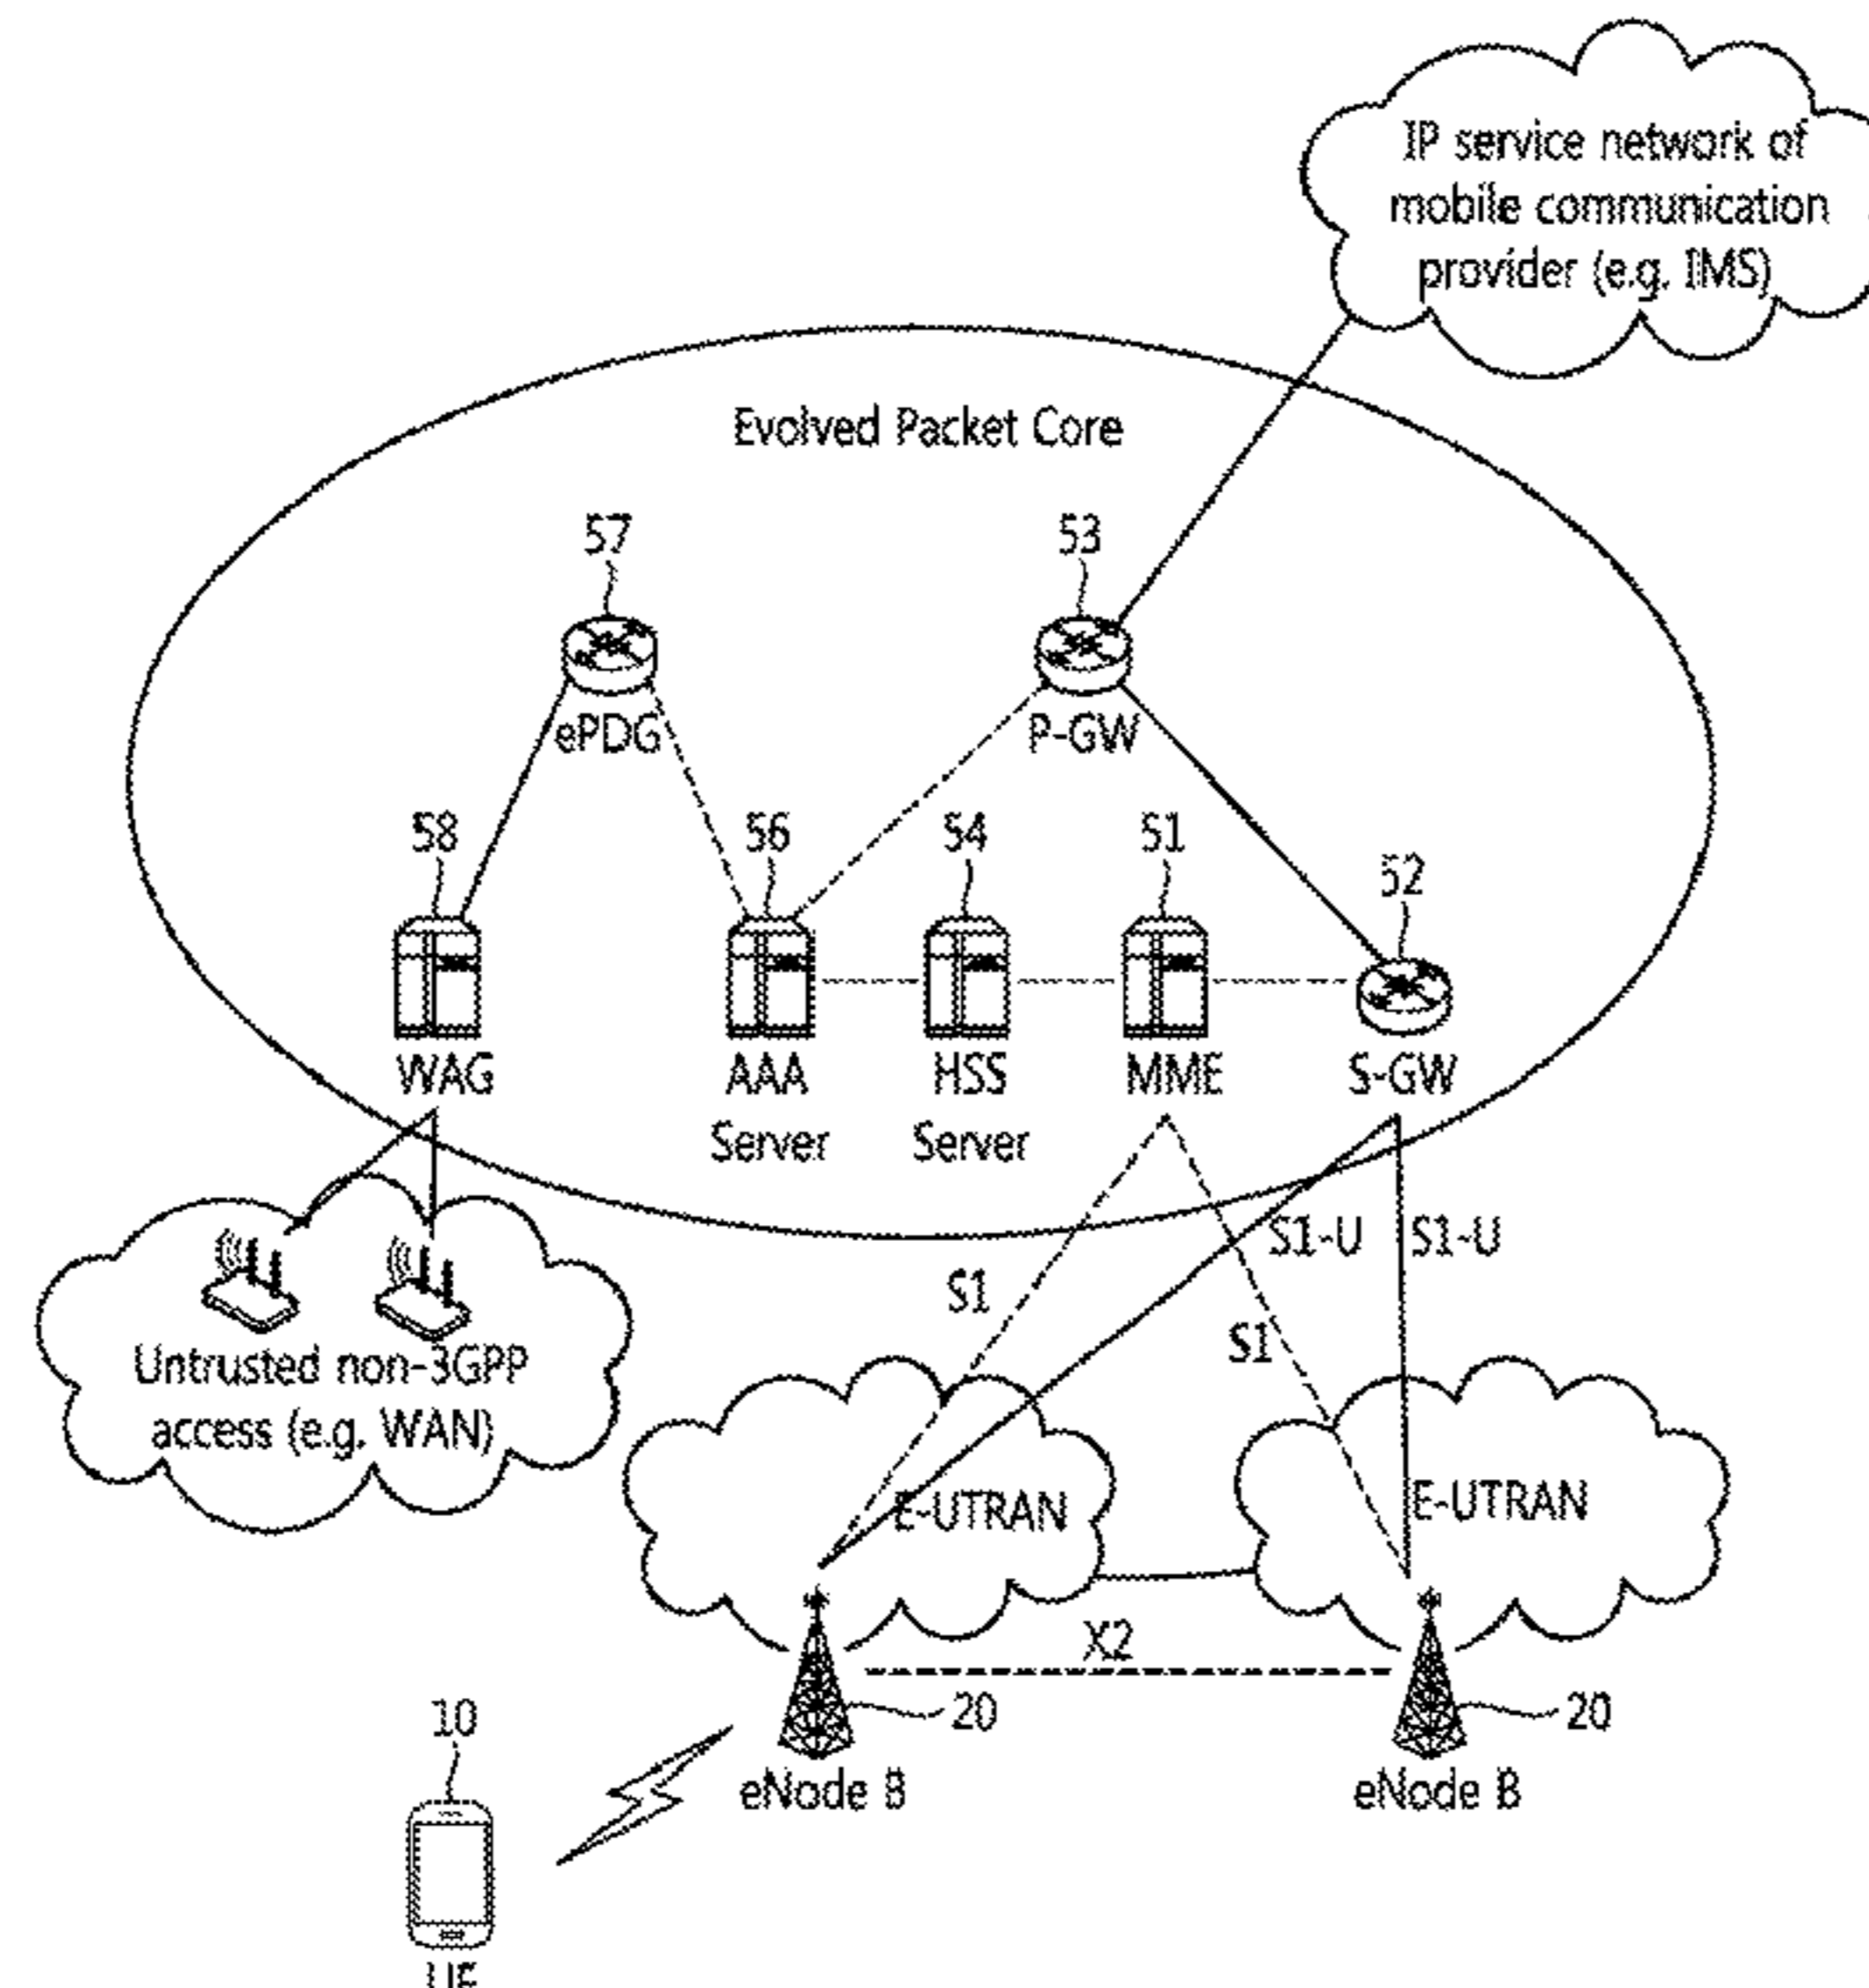 IP service network of
mobile communication
provider (e.g. IMS)
Evolved Packet Core
57
53
ePDG
P-GW
58
56
54
51
52
WAG
AAA
Server
HSS
Server
MME
S-GW
S1
S1-U
S1-U
S1
Untrusted non-3GPP
access (e.g. WAN)
E-UTRAN
E-UTRAN
X2
20
20
eNode B
eNode B
10
UE